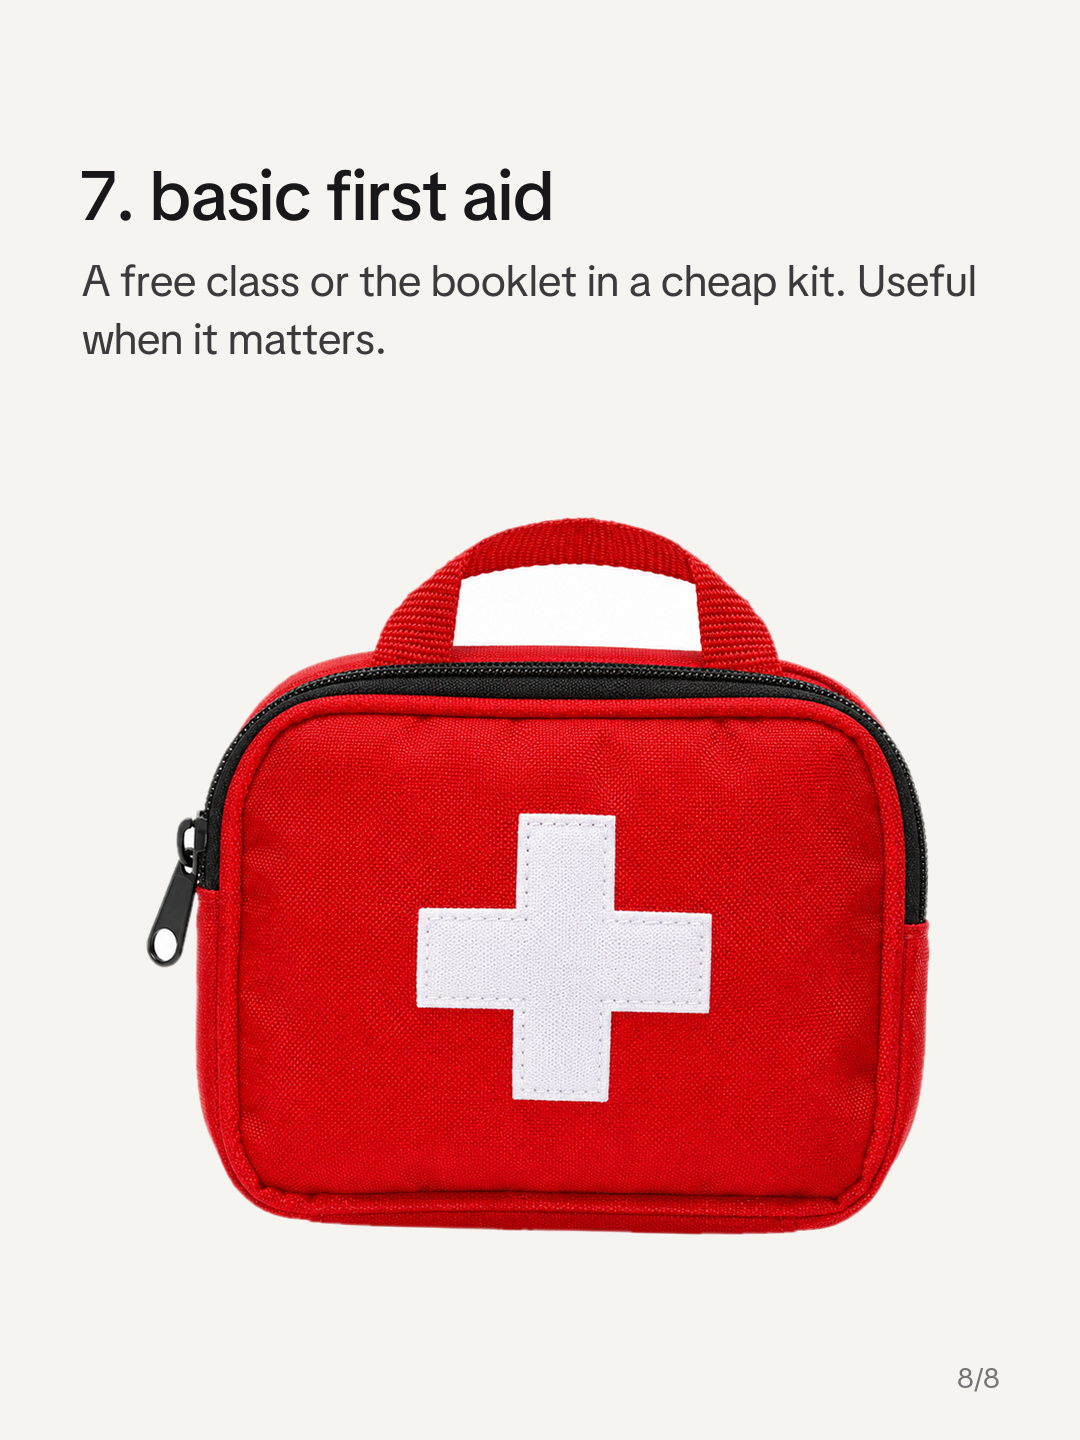 7. basic first aid
A free class or the booklet in a cheap kit. Useful
when it matters.
8/8